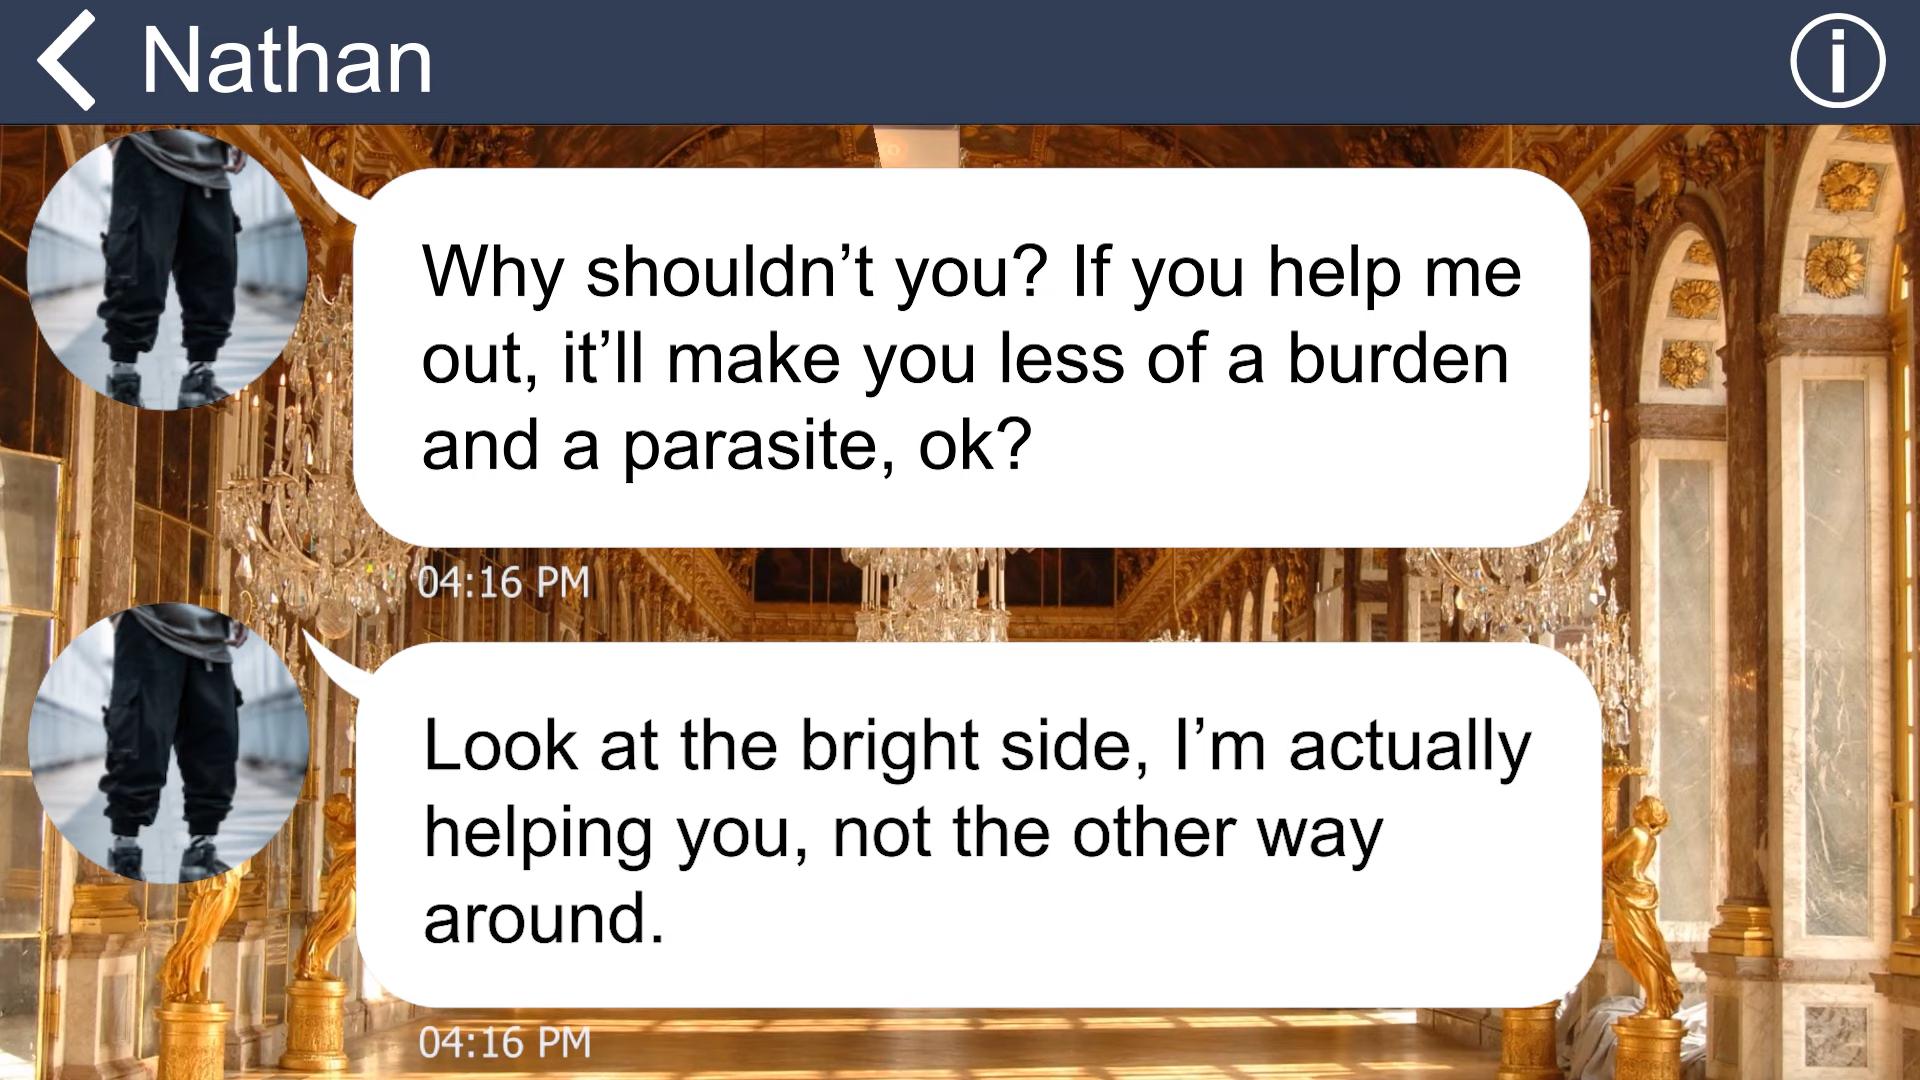 Nathan
Why shouldn’t you? If you help me
out, it’ll make you less of a burden
and a parasite, ok?
04:16 PM
Look at the bright side, I’m actually
helping you, not the other way
around.
04:16 PM